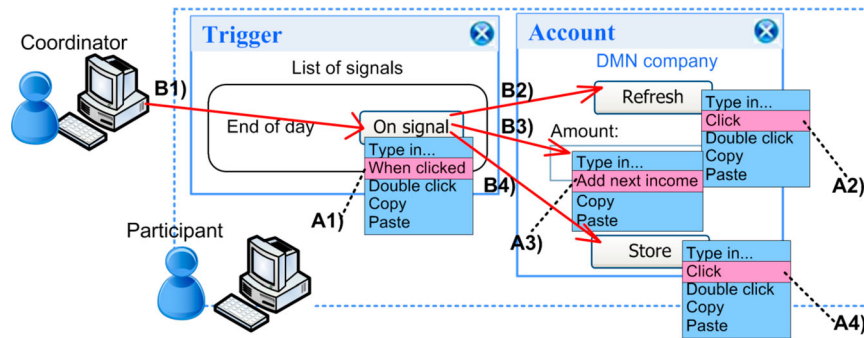 Coordinator
B1)
Trigger
List of signals
End of day
On signal
Type in...
When clicked
Double click
Copy
Paste
A1)
B2)
B3)
B4)
Account
DMN company
Refresh
Type in...
Click
Double click
Copy
Paste
A2)
Amount:
Type in...
Add next income
Copy
Paste
A3)
Store
Type in...
Click
Double click
Copy
Paste
A4)
Participant